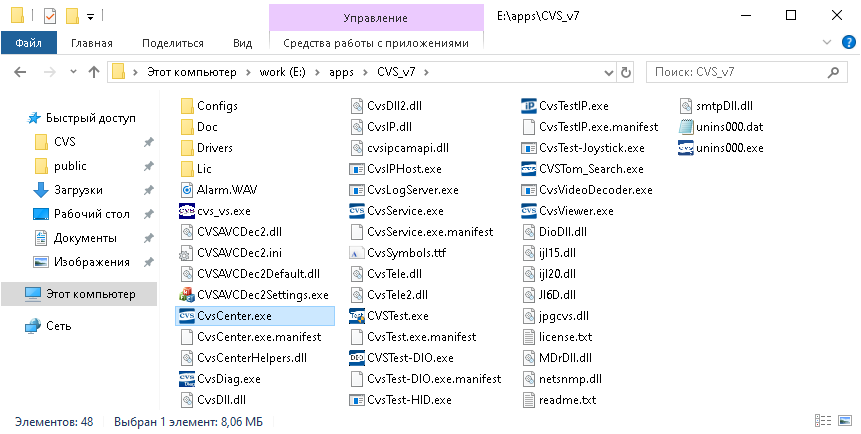 Управление
E:\apps\CVS_v7
Файл
Главная
Поделиться
Вид
Средства работы с приложениями
Этот компьютер
work (E:)
apps
CVS_v7
Поиск: CVS_v7
Быстрый доступ
CVS
public
Загрузки
Рабочий стол
Документы
Изображения
Этот компьютер
Сеть
Configs
Doc
Drivers
Lic
Alarm.WAV
cvs_vs.exe
CVSAVCDec2.dll
CVSAVCDec2.ini
CVSAVCDec2Default.dll
CVSAVCDec2Settings.exe
CvsCenter.exe
CvsCenter.exe.manifest
CvsCenterHelpers.dll
CvsDiag.exe
CvsDll.dll
CvsDll2.dll
CvsIP.dll
cvsipcamapi.dll
CvsIPHost.exe
CvsLogServer.exe
CvsService.exe
CvsService.exe.manifest
CvsSymbols.ttf
CvsTele.dll
CvsTele2.dll
CVSTest.exe
CvsTest.exe.manifest
CVSTest-DIO.exe
CvsTest-DIO.exe.manifest
CvsTest-HID.exe
CvsTestIP.exe
CvsTestIP.exe.manifest
CvsTest-Joystick.exe
CVSTom_Search.exe
CvsVideoDecoder.exe
CvsViewer.exe
DioDll.dll
ijl15.dll
ijl20.dll
JI6D.dll
jpgcvs.dll
license.txt
MDrDll.dll
netsnmp.dll
readme.txt
smtpDll.dll
unins000.dat
unins000.exe
Элементов: 48
Выбран 1 элемент: 8,06 МБ